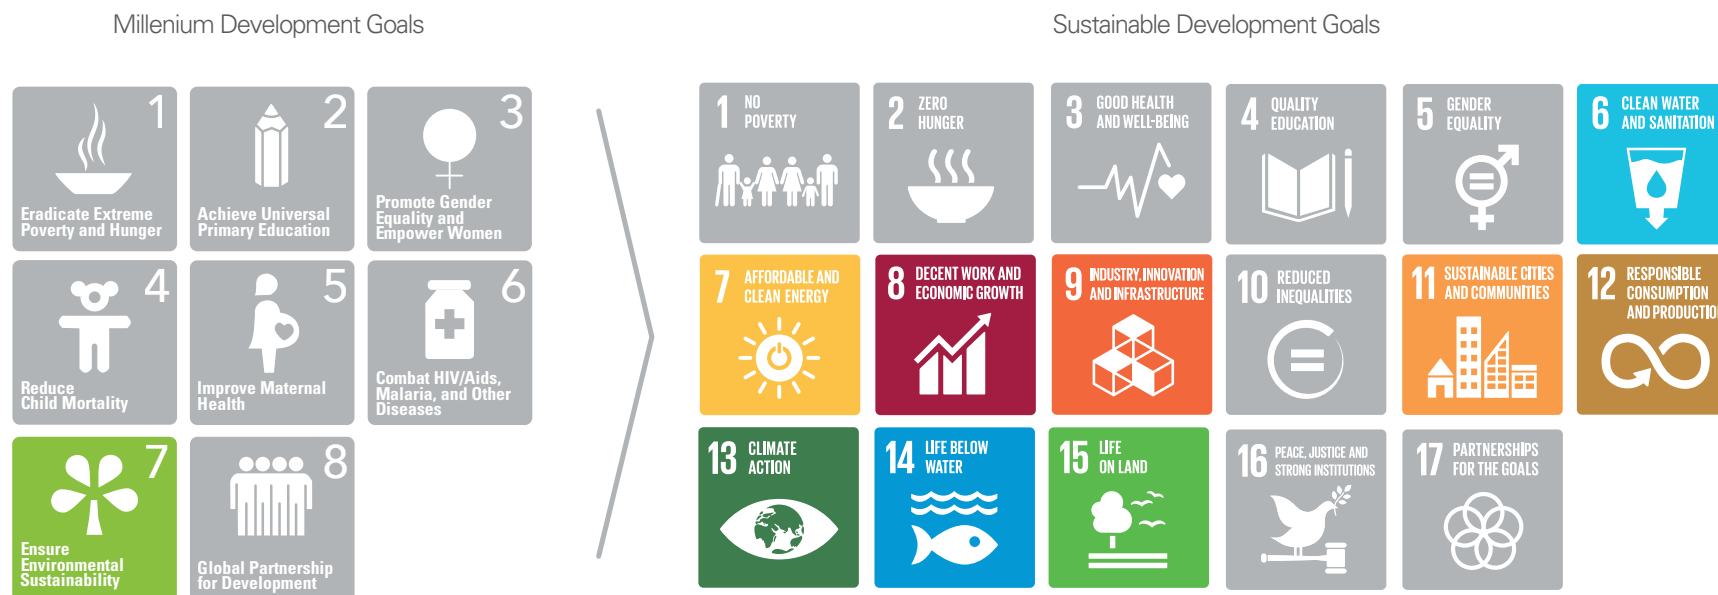 Millenium Development Goals
Sustainable Development Goals
1
Eradicate Extreme
Poverty and Hunger
2
Achieve Universal
Primary Education
3
Promote Gender
Equality and
Empower Women
4
Reduce
Child Mortality
5
Improve Maternal
Health
6
Combat HIV/Aids,
Malaria, and Other
Diseases
7
Ensure
Environmental
Sustainability
8
Global Partnership
for Development
1 NO
POVERTY
2 ZERO
HUNGER
3 GOOD HEALTH
AND WELL-BEING
4 QUALITY
EDUCATION
5 GENDER
EQUALITY
6 CLEAN WATER
AND SANITATION
7 AFFORDABLE AND
CLEAN ENERGY
8 DECENT WORK AND
ECONOMIC GROWTH
9 INDUSTRY, INNOVATION
AND INFRASTRUCTURE
10 REDUCED
INEQUALITIES
11 SUSTAINABLE CITIES
AND COMMUNITIES
12 RESPONSIBLE
CONSUMPTION
AND PRODUCTION
13 CLIMATE
ACTION
14 LIFE BELOW
WATER
15 LIFE
ON LAND
16 PEACE, JUSTICE AND
STRONG INSTITUTIONS
17 PARTNERSHIPS
FOR THE GOALS